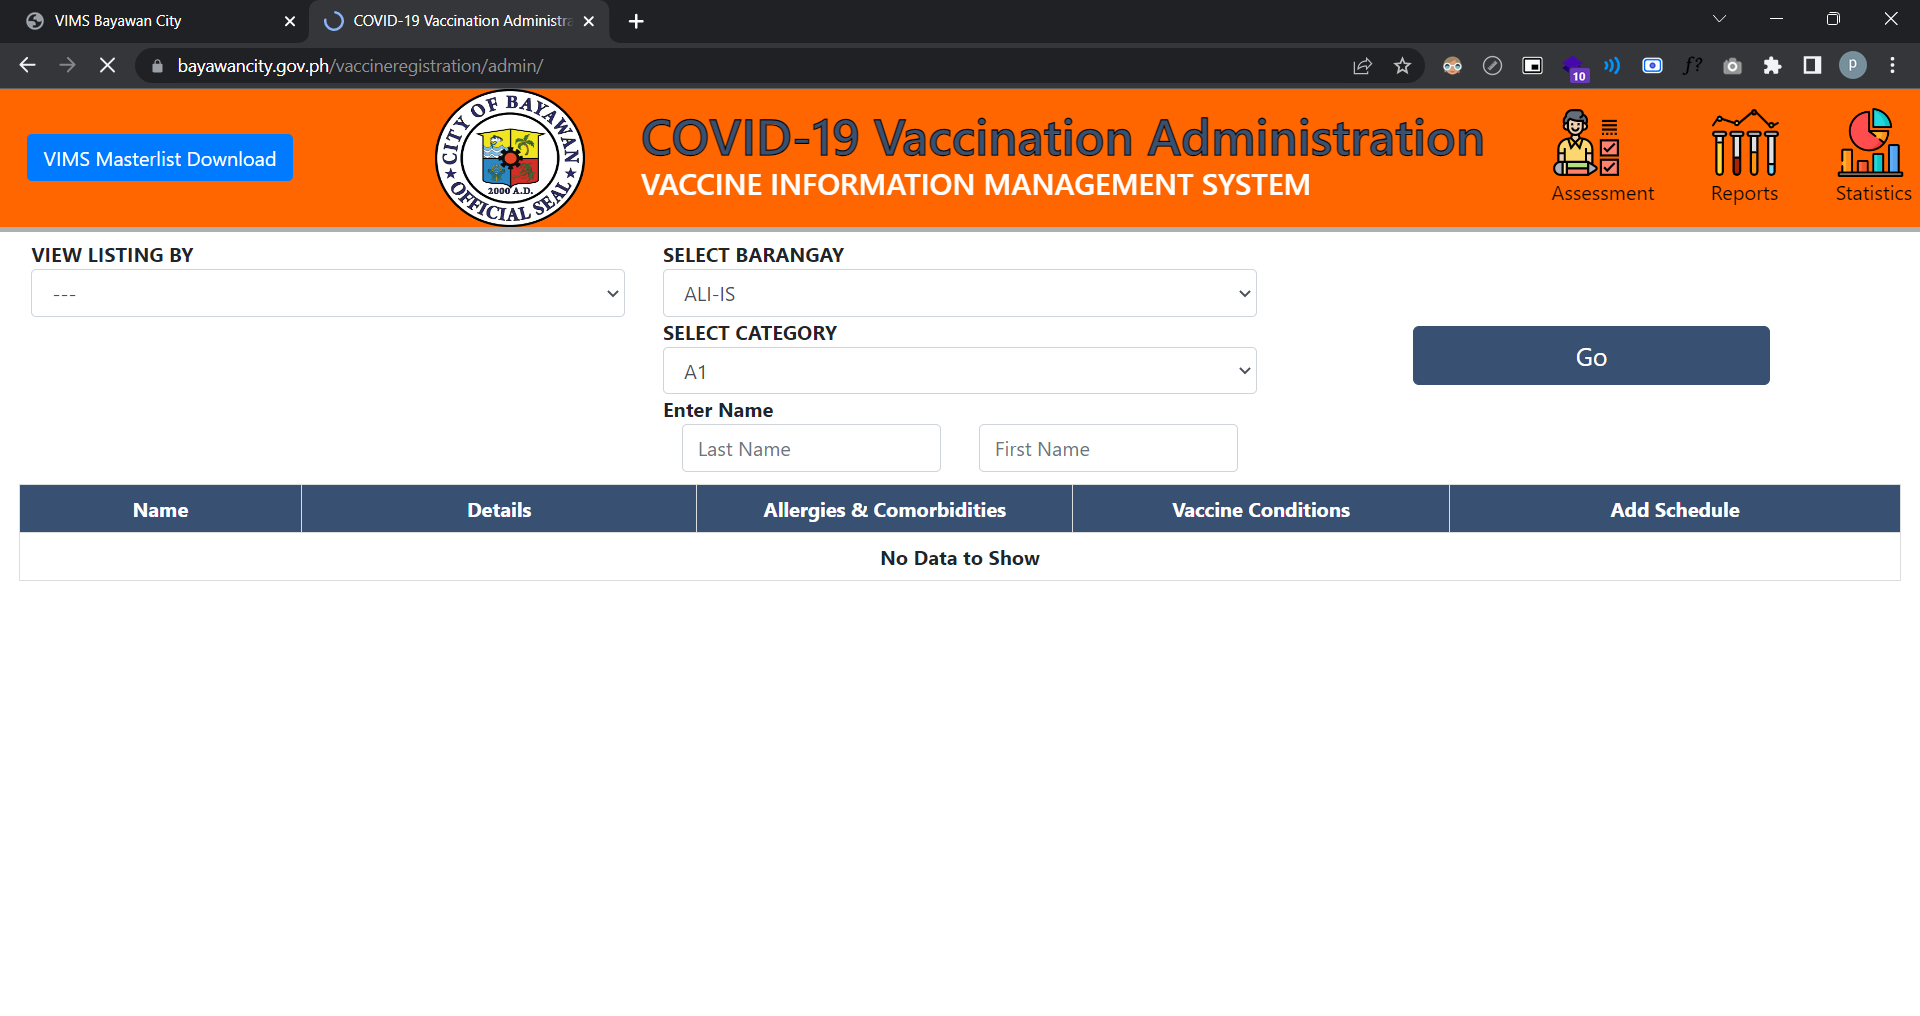 VIMS Bayawan City
COVID-19 Vaccination Administra
bayawancity.gov.ph/vaccineregistration/admin/
10
f?
P
VIMS Masterlist Download
CITY OF BAYAWAN
2000 A.D.
OFFICIAL SEAL
COVID-19 Vaccination Administration
VACCINE INFORMATION MANAGEMENT SYSTEM
Assessment
Reports
Statistics
VIEW LISTING BY
---
SELECT BARANGAY
ALI-IS
SELECT CATEGORY
A1
Go
Enter Name
Last Name
First Name
Name
Details
Allergies & Comorbidities
Vaccine Conditions
Add Schedule
No Data to Show